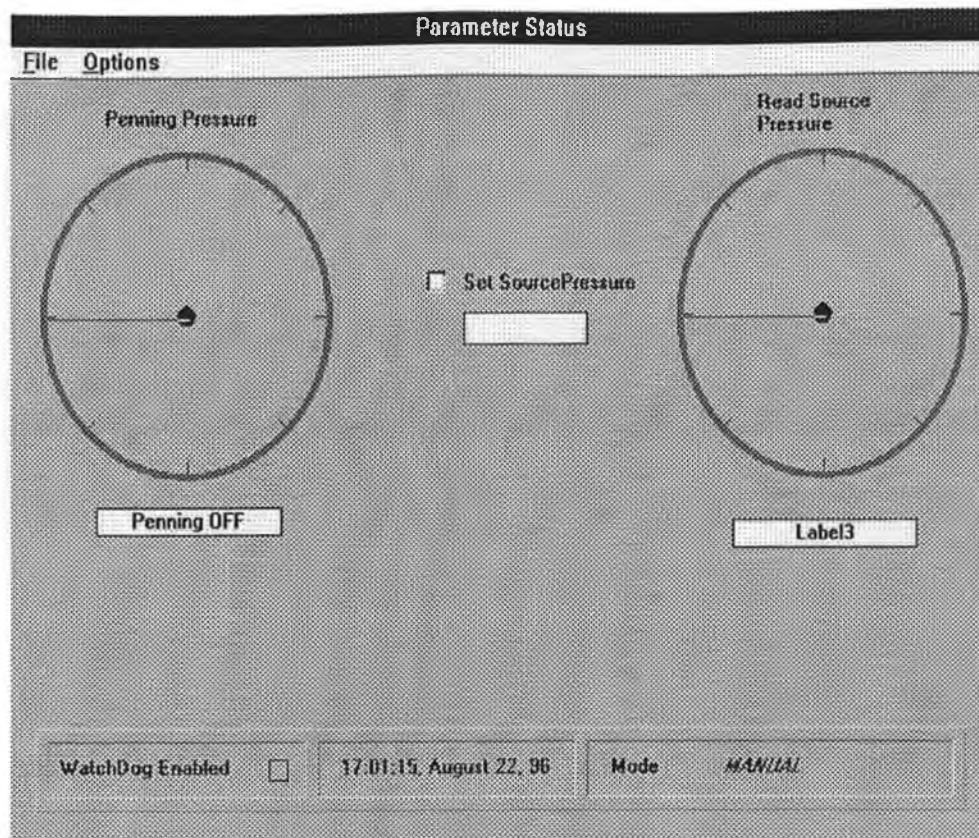 Parameter Status
File Options
Penning Pressure
Read Source
Pressure
Set SourcePressure
Penning OFF
Label3
WatchDog Enabled
17:01:15, August 22, 96
Mode MANUAL